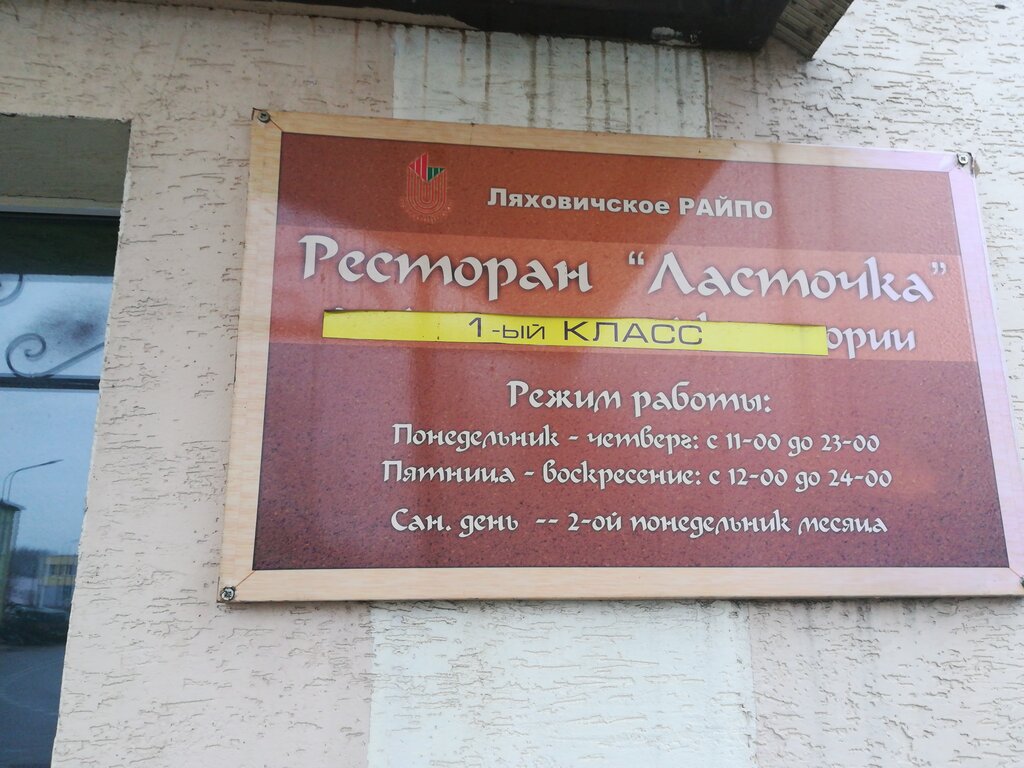 Ляховичское РАЙПО
Ресторан "Ласточка"
1-ый КЛАСС
Режим работы:
Понедельник - четверг: с 11-00 до 23-00
Пятница - воскресение: с 12-00 до 24-00
Сан. день -- 2-ой понедельник месяца